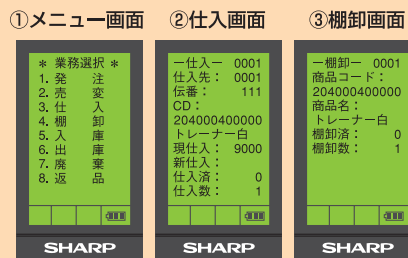 ①メニュー画面
＊ 業務選択 ＊
1. 発　　注
2. 売　　変
3. 仕　　入
4. 棚　　卸
5. 入　　庫
6. 出　　庫
7. 廃　　棄
8. 返　　品
SHARP
②仕入画面
ー仕入ー 0001
仕入先： 0001
伝番： 111
CD：
204000400000
トレーナー白
現仕入： 9000
新仕入：
仕入済： 0
仕入数： 1
SHARP
③棚卸画面
ー棚卸ー 0001
商品コード：
204000400000
商品名：
トレーナー白
棚卸済： 0
棚卸数： 1
SHARP